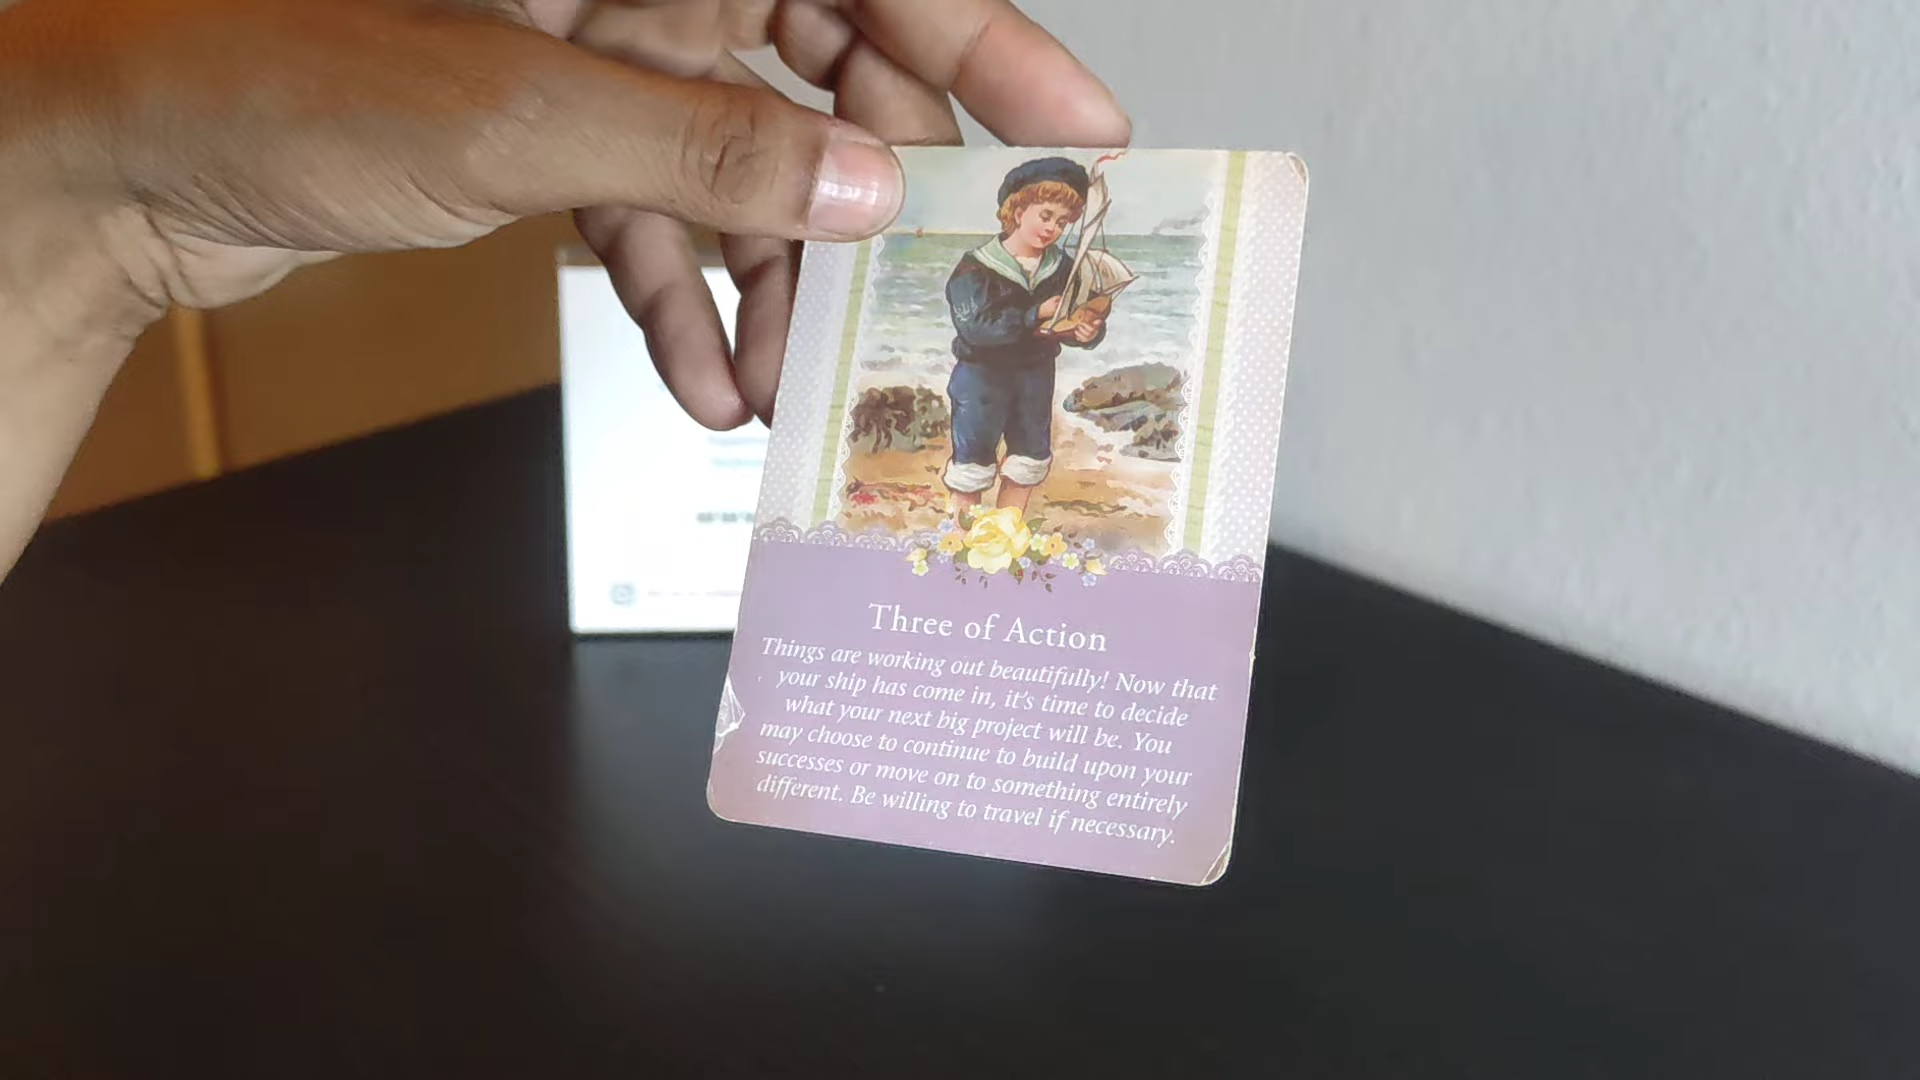 Three of Action
Things are working out beautifully! Now that
your ship has come in, it's time to decide
what your next big project will be. You
may choose to continue to build upon your
successes or move on to something entirely
different. Be willing to travel if necessary.